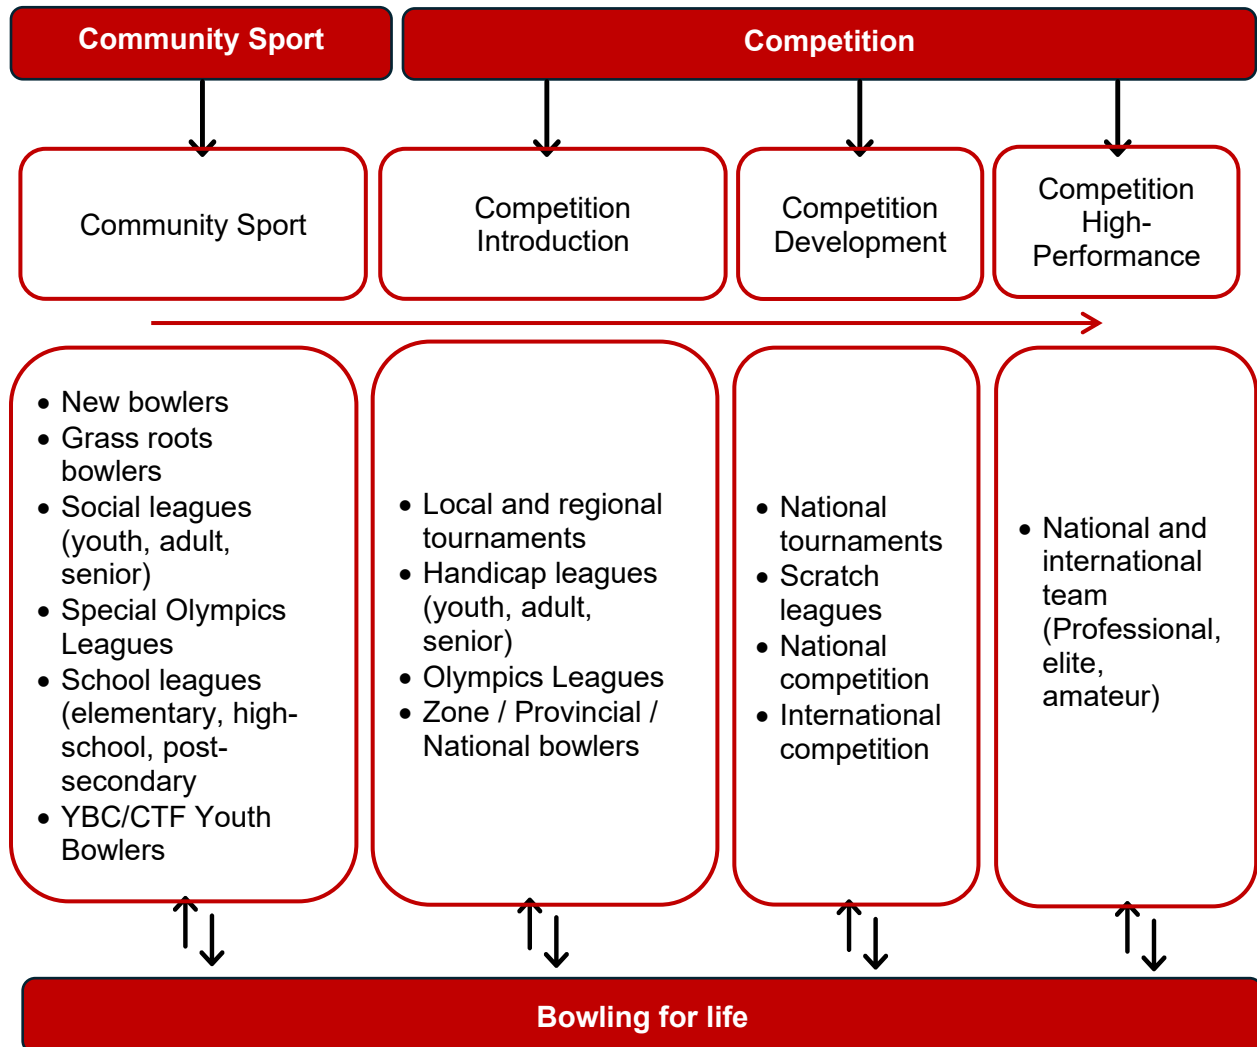 Community Sport
Competition
Community Sport
Competition
Introduction
Competition
Development
Competition
High-
Performance
• New bowlers
• Grass roots
bowlers
• Social leagues
(youth, adult,
senior)
• Special Olympics
Leagues
• School leagues
(elementary, high-
school, post-
secondary
• YBC/CTF Youth
Bowlers
• Local and regional
tournaments
• Handicap leagues
(youth, adult,
senior)
• Olympics Leagues
• Zone / Provincial /
National bowlers
• National
tournaments
• Scratch
leagues
• National
competition
• International
competition
• National and
international
team
(Professional,
elite,
amateur)
Bowling for life